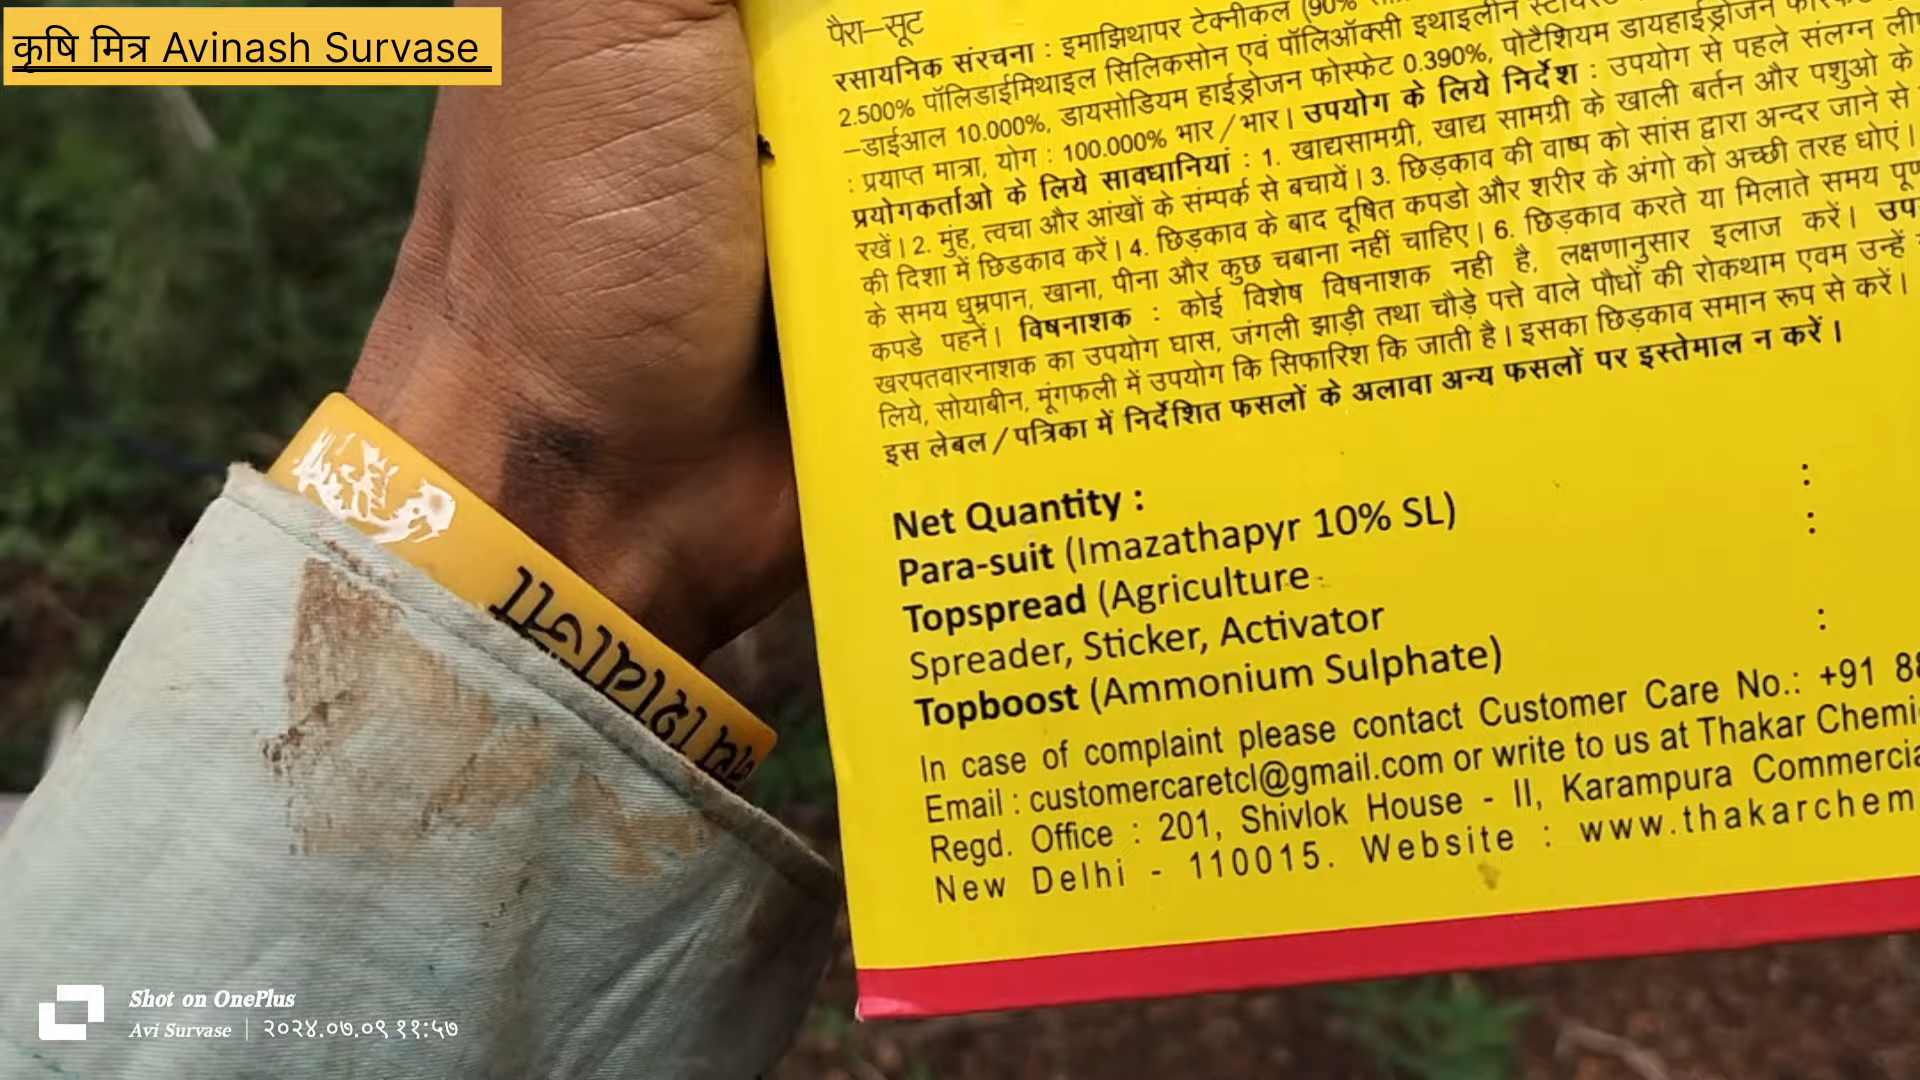 कृषि मित्र Avinash Survase
पैरा–सूट
रसायनिक संरचना : इमाझिथापर टेक्नीकल (90%
2.500% पॉलिडाईमिथाइल सिलिकसोन एवं पॉलिऑक्सी इथाइलीन
–डाईआल 10.000%, डायसोडियम हाईड्रोजन फोस्फेट 0.390%, पोटैशियम डायहाईड्रोजन
: प्रयाप्त मात्रा, योग : 100.000% भार / भार। उपयोग के लिये निर्देश : उपयोग से पहले संलग्न
प्रयोगकर्ताओ के लिये सावधानियां : 1. खाद्यसामग्री, खाद्य सामग्री के खाली बर्तन और पशुओ के
रखें। 2. मुंह, त्वचा और आंखों के संम्पर्क से बचायें। 3. छिड़काव की वाष्प को सांस द्वारा अन्दर जाने से
की दिशा में छिडकाव करें। 4. छिड़काव के बाद दूषित कपडो और शरीर के अंगो को अच्छी तरह धोएं।
के समय धुम्रपान, खाना, पीना और कुछ चबाना नहीं चाहिए। 6. छिड़काव करते या मिलाते समय
कपडे पहनें। विषनाशक : कोई विशेष विषनाशक नही है, लक्षणानुसार इलाज करें।
खरपतवारनाशक का उपयोग घास, जंगली झाड़ी तथा चौड़े पत्ते वाले पौधों की रोकथाम एवम उन्हें
लिये, सोयाबीन, मूंगफली में उपयोग कि सिफारिश कि जाती है। इसका छिड़काव समान रूप से करें।
इस लेबल / पत्रिका में निर्देशित फसलों के अलावा अन्य फसलों पर इस्तेमाल न करें।
Net Quantity :
Para-suit (Imazathapyr 10% SL) :
Topspread (Agriculture :
Spreader, Sticker, Activator
Topboost (Ammonium Sulphate) :
In case of complaint please contact Customer Care No.: +91
Email : customercaretcl@gmail.com or write to us at Thakar
Regd. Office : 201, Shivlok House - II, Karampura
New Delhi - 110015. Website : www.thakarchem
Shot on OnePlus
Avi Survase | २०२४.०७.०९ ११:५७